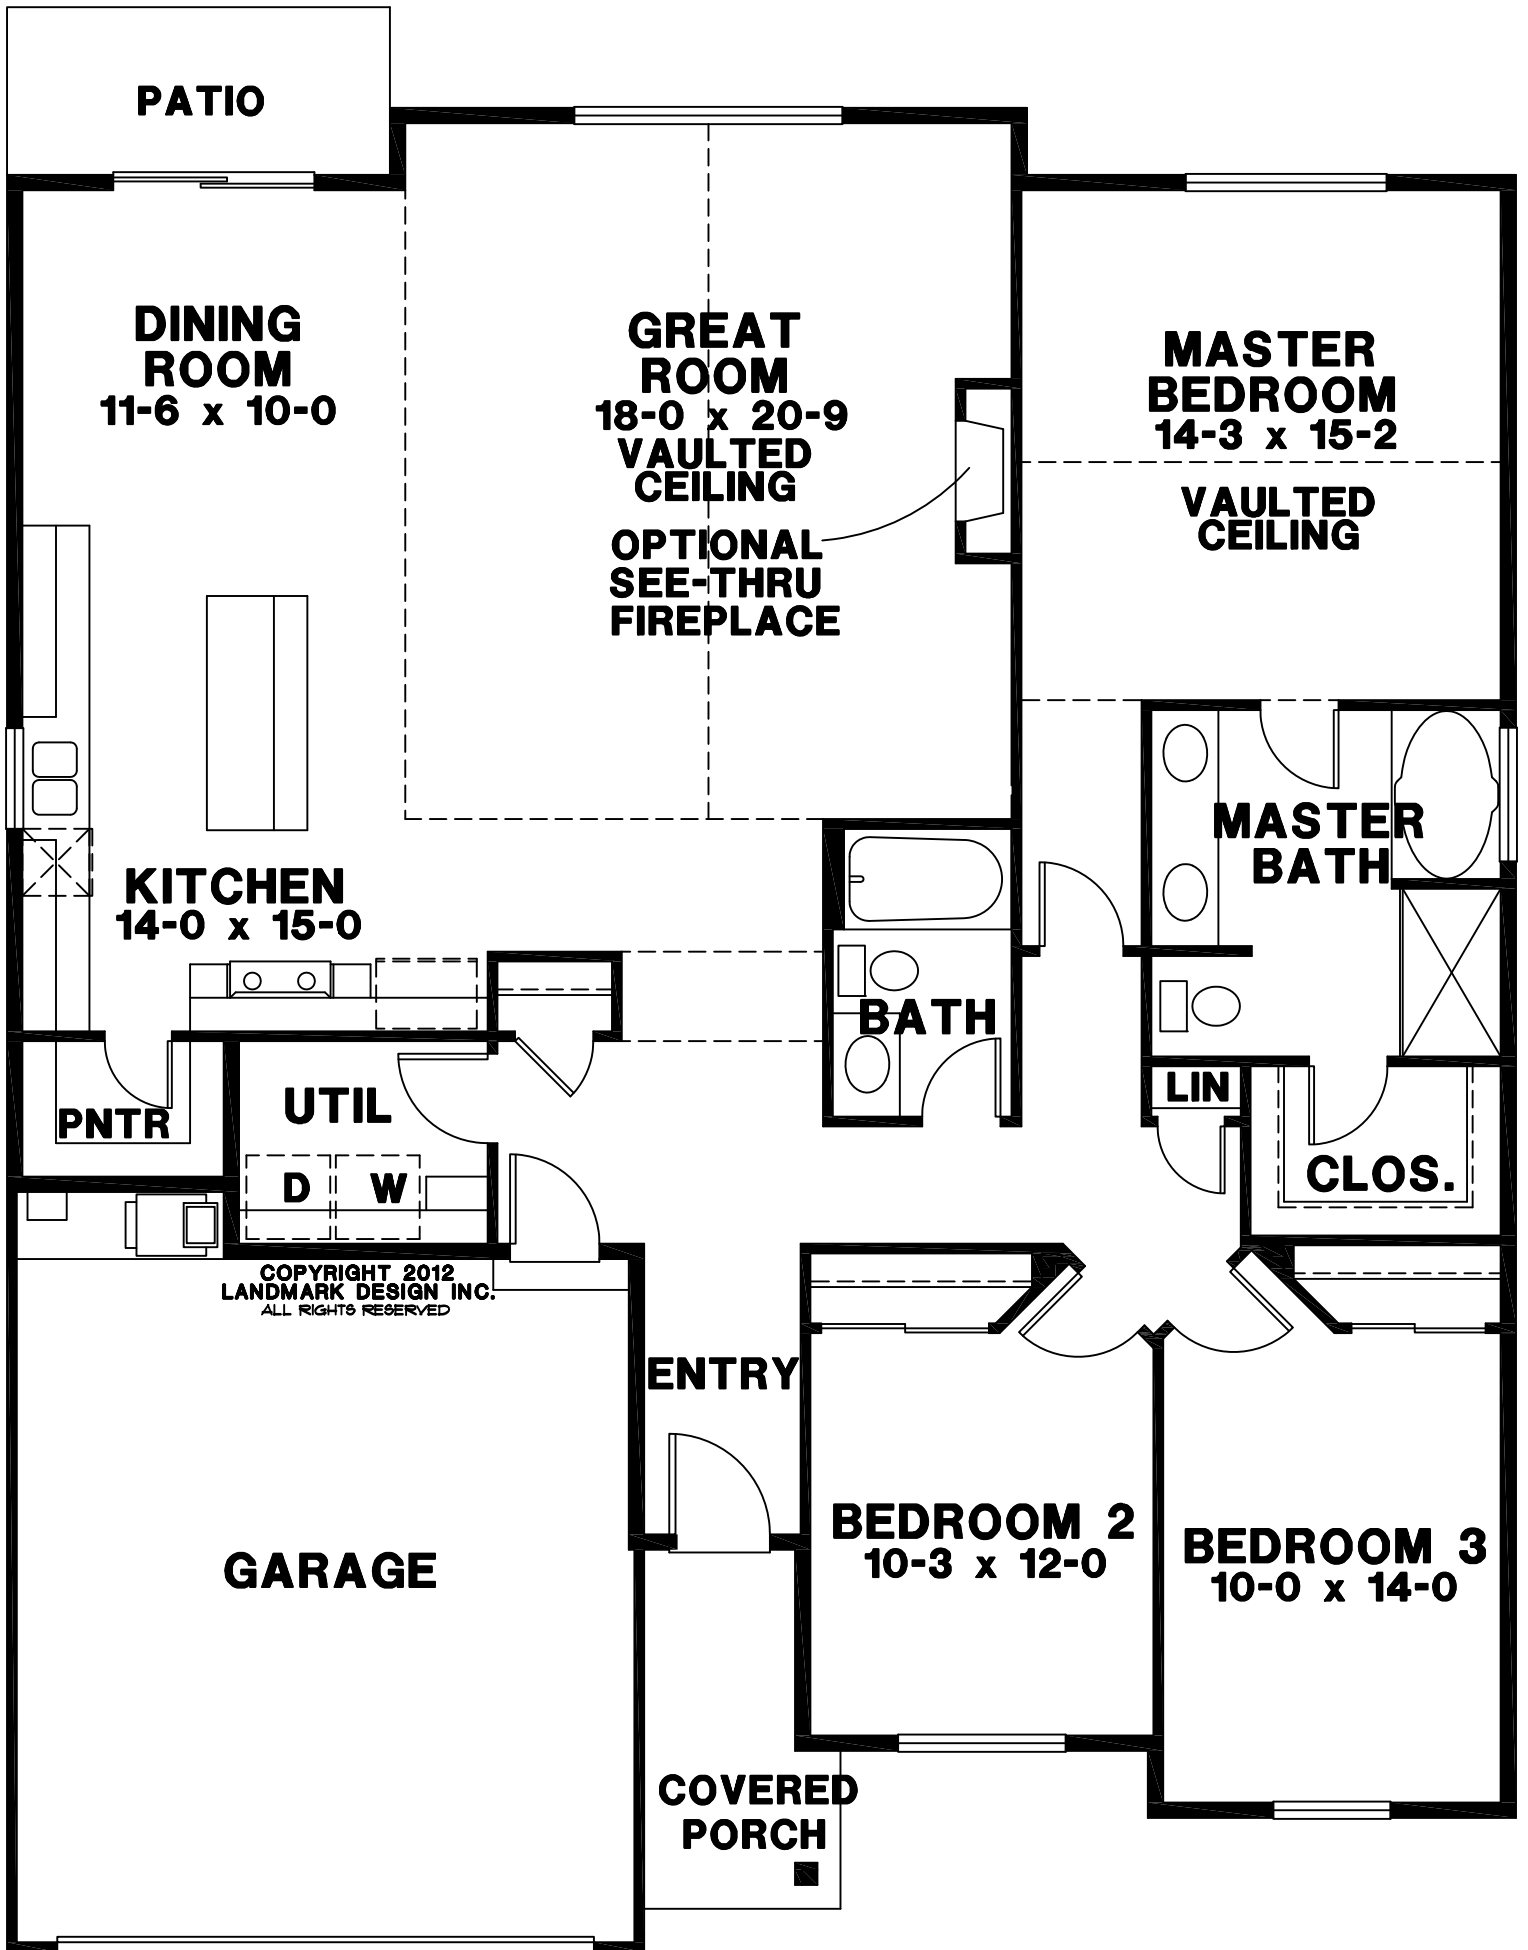 PATIO
DINING
ROOM
11-6 x 10-0
GREAT
ROOM
18-0 x 20-9
VAULTED
CEILING
OPTIONAL
SEE-THRU
FIREPLACE
MASTER
BEDROOM
14-3 x 15-2
VAULTED
CEILING
KITCHEN
14-0 x 15-0
MASTER
BATH
BATH
PNTR
UTIL
D W
LIN
CLOS.
COPYRIGHT 2012
LANDMARK DESIGN INC.
ALL RIGHTS RESERVED
ENTRY
GARAGE
BEDROOM 2
10-3 x 12-0
BEDROOM 3
10-0 x 14-0
COVERED
PORCH